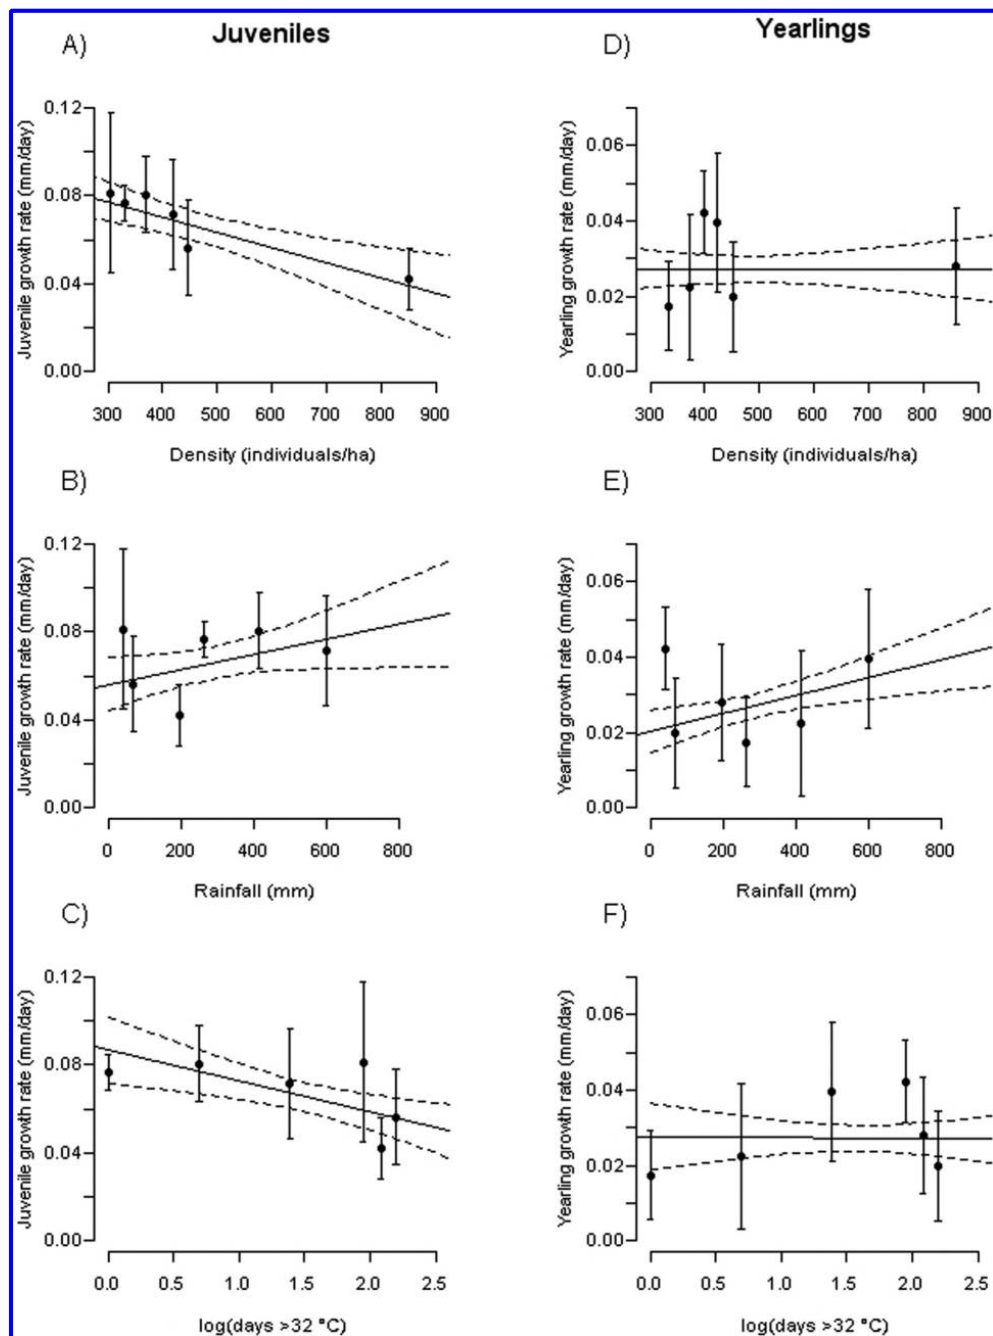 Juveniles
Yearlings
A)
Juvenile growth rate (mm/day)
0.12
0.08
0.04
0.00
300 400 500 600 700 800 900
Density (individuals/ha)
D)
Yearling growth rate (mm/day)
0.06
0.04
0.02
0.00
300 400 500 600 700 800 900
Density (individuals/ha)
B)
Juvenile growth rate (mm/day)
0.12
0.08
0.04
0.00
0 200 400 600 800
Rainfall (mm)
E)
Yearling growth rate (mm/day)
0.06
0.04
0.02
0.00
0 200 400 600 800
Rainfall (mm)
C)
Juvenile growth rate (mm/day)
0.12
0.08
0.04
0.00
0.0 0.5 1.0 1.5 2.0 2.5
log(days >32 °C)
F)
Yearling growth rate (mm/day)
0.06
0.04
0.02
0.00
0.0 0.5 1.0 1.5 2.0 2.5
log(days >32 °C)